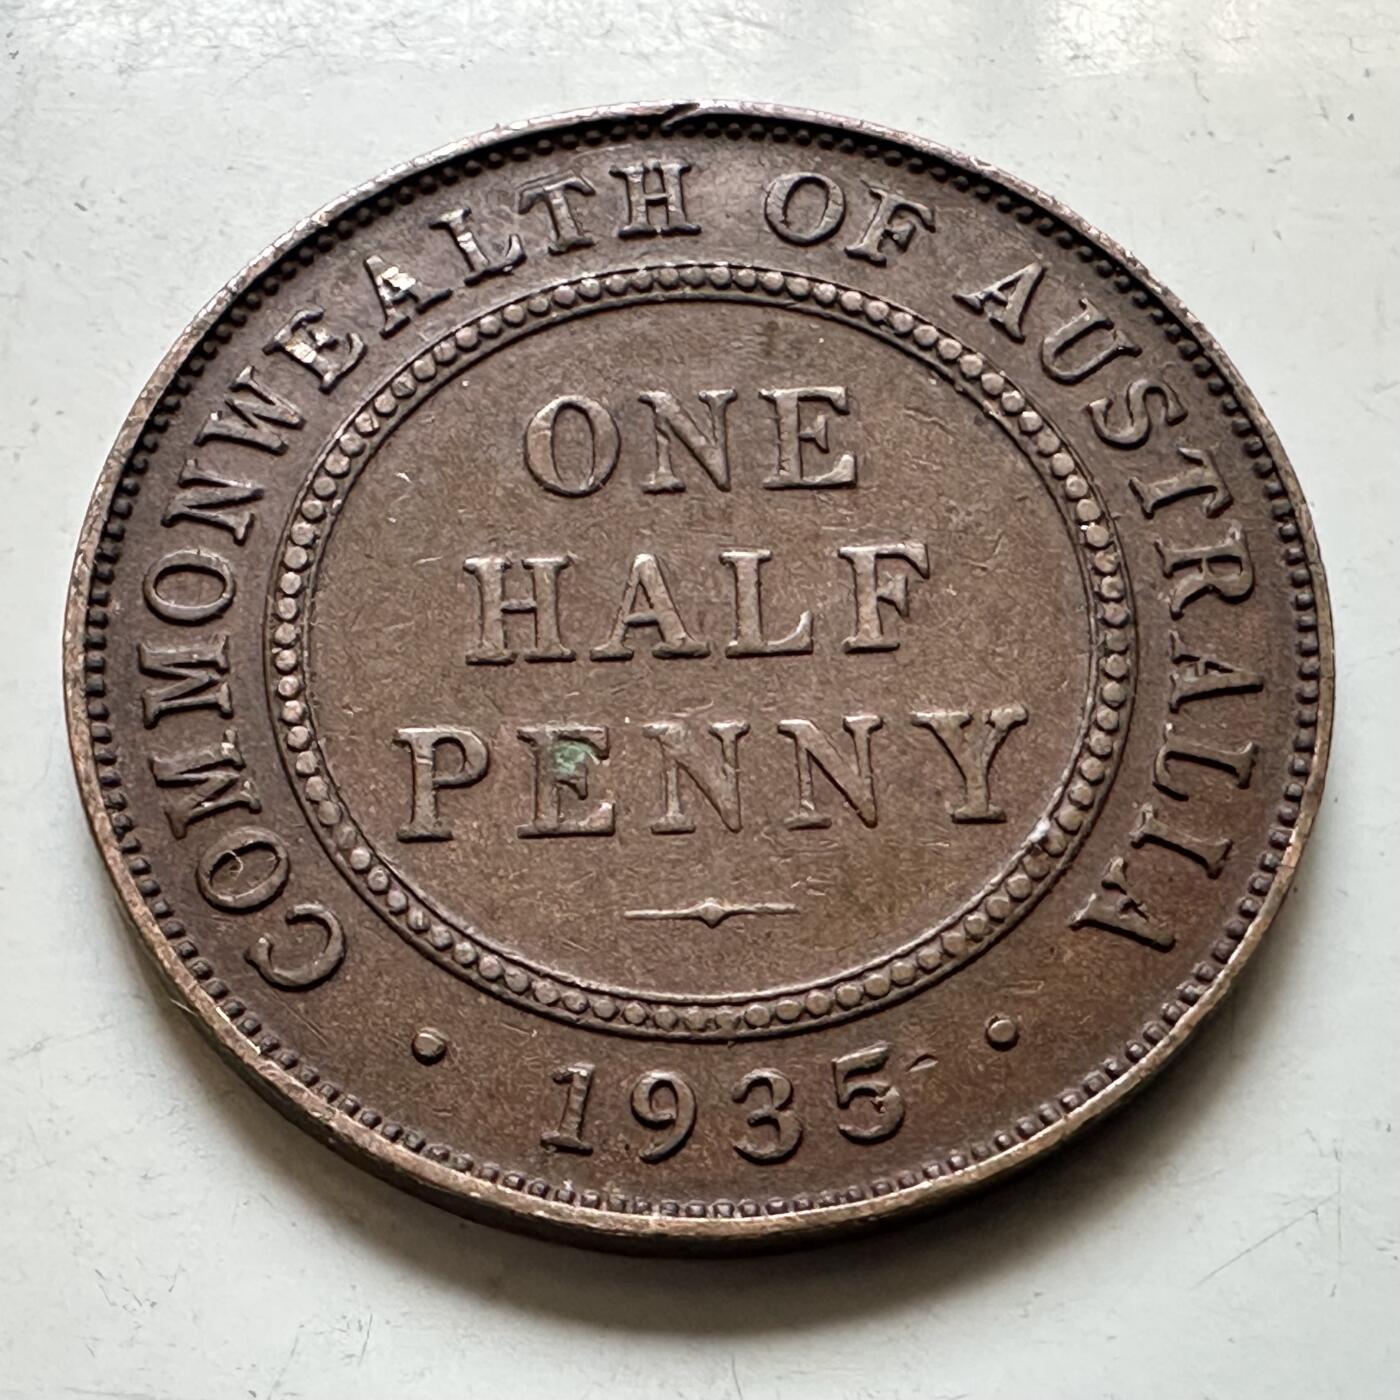 COMMONWEALTH OF AUSTRALIA
ONE
HALF
PENNY
1935